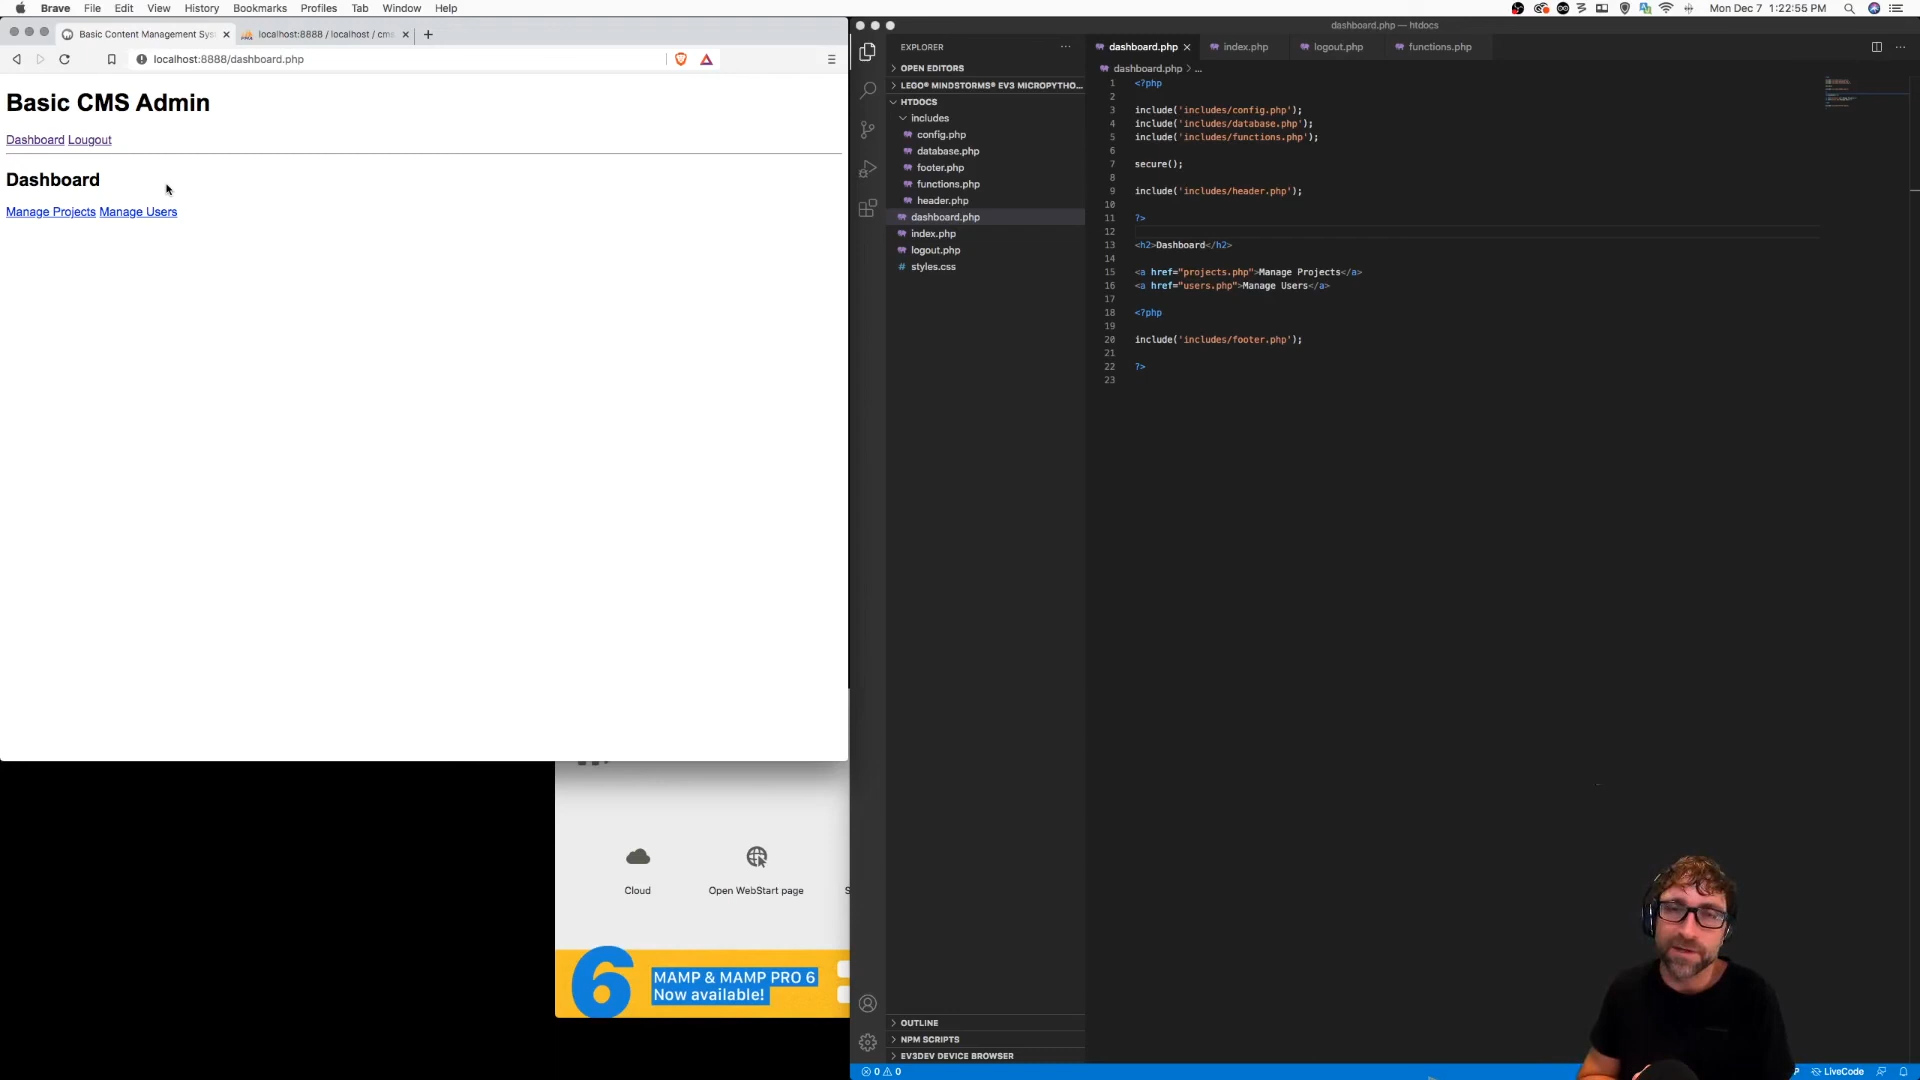 Brave File Edit View History Bookmarks Profiles Tab Window Help
Mon Dec 7 1:22:55 PM
Basic Content Management Sys
localhost:8888 / localhost / cms
localhost:8888/dashboard.php
Basic CMS Admin
Dashboard Lougout
Dashboard
Manage Projects Manage Users
Cloud
Open WebStart page
S
6
MAMP & MAMP PRO 6
Now available!
dashboard.php — htdocs
EXPLORER
OPEN EDITORS
LEGO® MINDSTORMS® EV3 MICROPYTHO...
HTDOCS
includes
config.php
database.php
footer.php
functions.php
header.php
dashboard.php
index.php
logout.php
styles.css
OUTLINE
NPM SCRIPTS
EV3DEV DEVICE BROWSER
dashboard.php index.php logout.php functions.php
dashboard.php > ...
1 <?php
2
3 include('includes/config.php');
4 include('includes/database.php');
5 include('includes/functions.php');
6
7 secure();
8
9 include('includes/header.php');
10
11 ?>
12
13 <h2>Dashboard</h2>
14
15 <a href="projects.php">Manage Projects</a>
16 <a href="users.php">Manage Users</a>
17
18 <?php
19
20 include('includes/footer.php');
21
22 ?>
23
0 0
P LiveCode